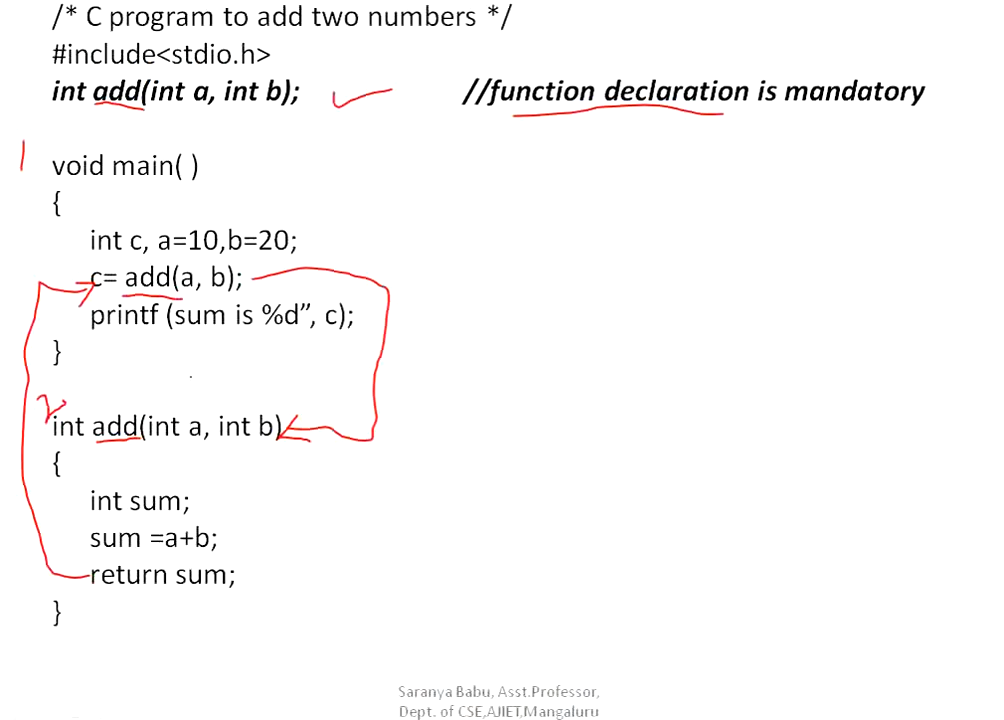 /* C program to add two numbers */
#include<stdio.h>
int add(int a, int b); //function declaration is mandatory
1 void main( )
{
int c, a=10,b=20;
c= add(a, b);
printf (sum is %d”, c);
}
2
int add(int a, int b)
{
int sum;
sum =a+b;
return sum;
}
Saranya Babu, Asst.Professor,
Dept. of CSE,AJIET,Mangaluru